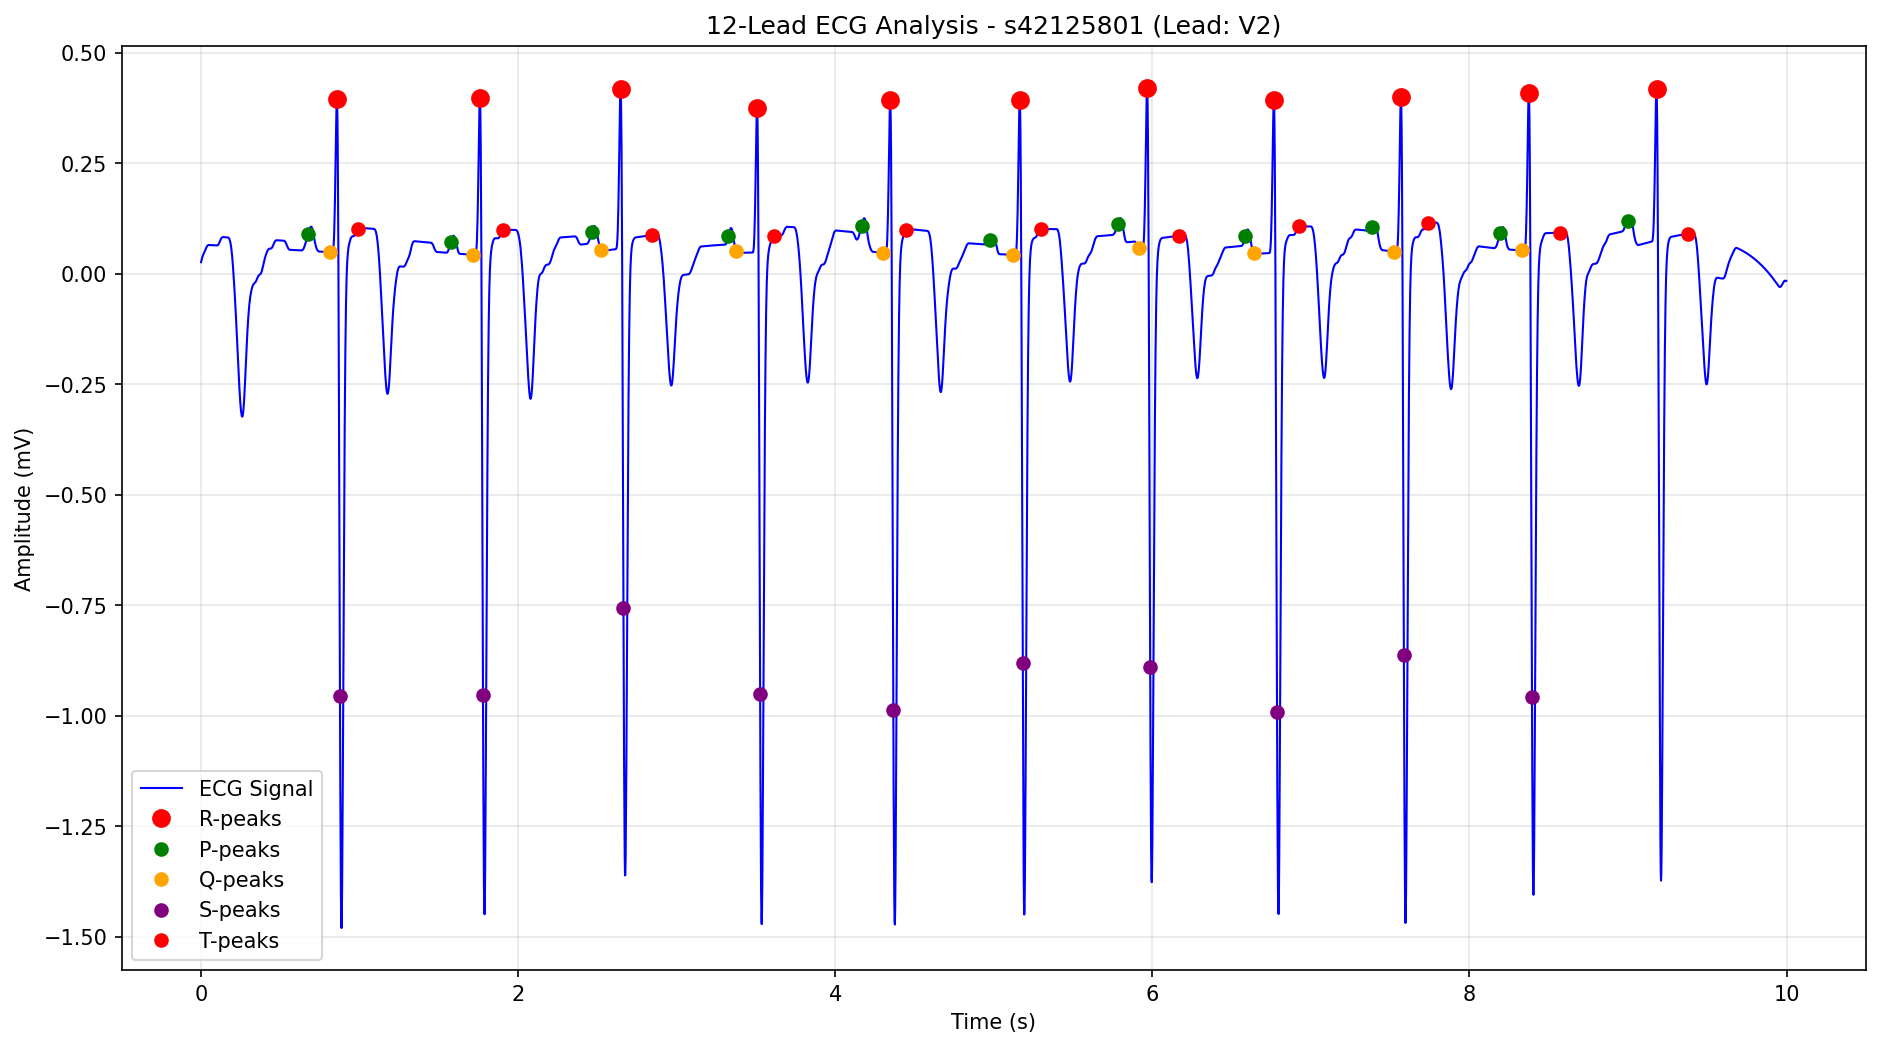 12-Lead ECG Analysis - s42125801 (Lead: V2)
0.50
0.25
0.00
−0.25
−0.50
−0.75
−1.00
−1.25
−1.50
Amplitude (mV)
ECG Signal
R-peaks
P-peaks
Q-peaks
S-peaks
T-peaks
0 2 4 6 8 10
Time (s)